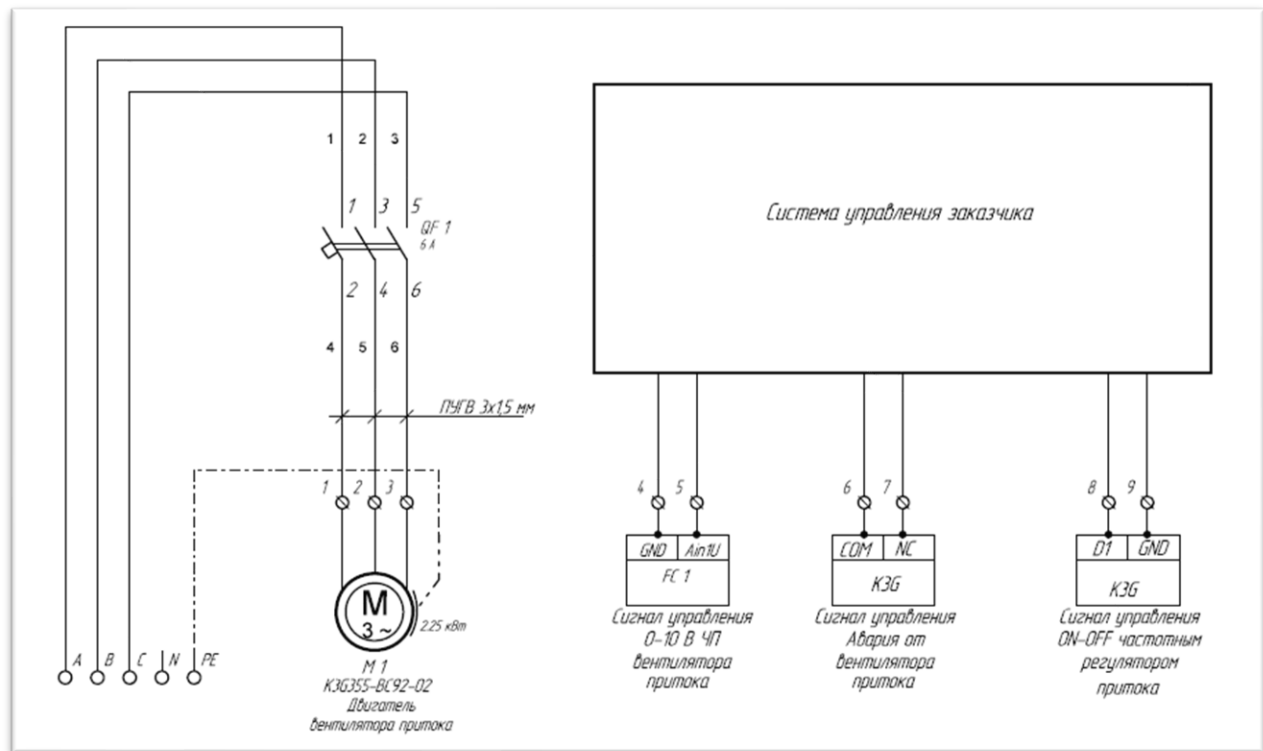 1 2 3
1 3 5
QF 1
6 А
2 4 6
4 5 6
ПУГВ 3х1,5 мм
1 2 3
M
3 ~
2.25 кВт
A B C N PE
М 1
K3G355-BC92-02
Двигатель
вентилятора притока
Система управления заказчика
4 5
GND Ain1U
FC 1
Сигнал управления
0-10 В ЧП
вентилятора
притока
6 7
COM NC
K3G
Сигнал управления
Авария от
вентилятора
притока
8 9
D1 GND
K3G
Сигнал управления
ON-OFF частотным
регулятором
притока